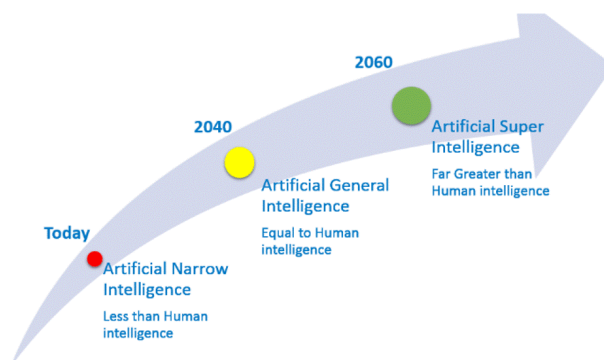 2060
Artificial Super
Intelligence
Far Greater than
Human intelligence
2040
Artificial General
Intelligence
Equal to Human
intelligence
Today
Artificial Narrow
Intelligence
Less than Human
intelligence